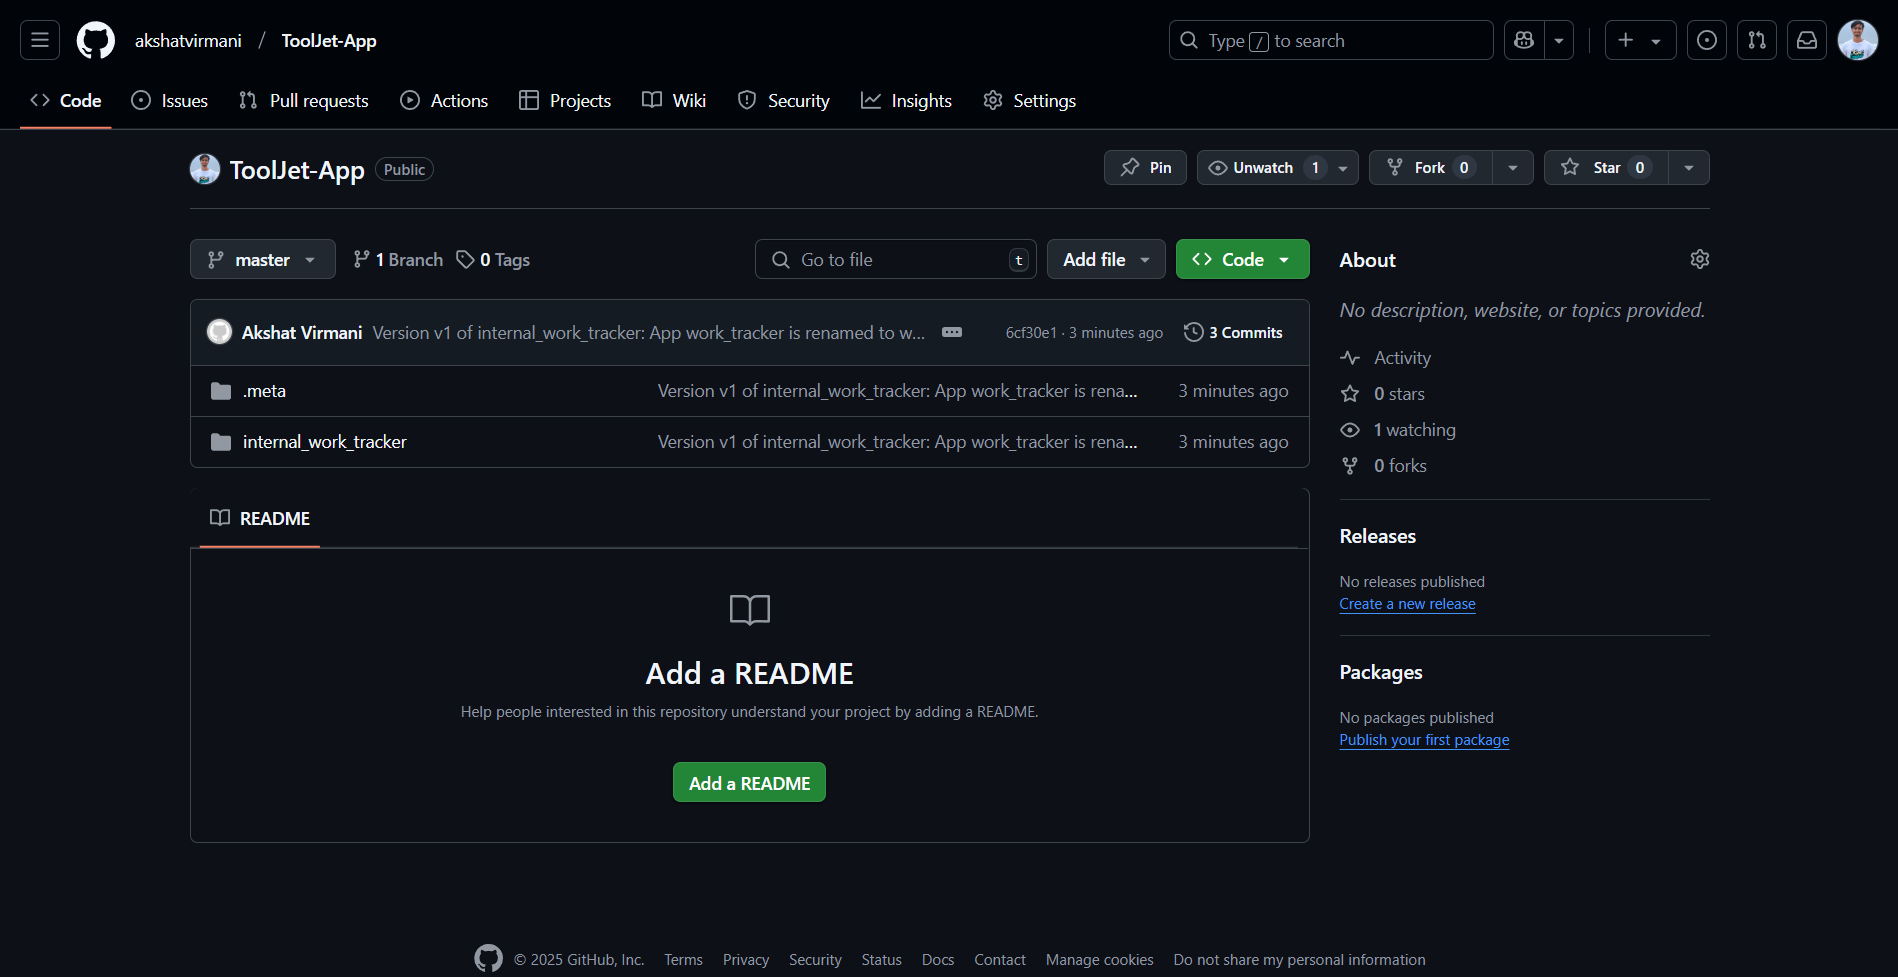 akshatvirmani / ToolJet-App
Type / to search
Code Issues Pull requests Actions Projects Wiki Security Insights Settings
ToolJet-App Public
Pin Unwatch 1 Fork 0 Star 0
master 1 Branch 0 Tags
Go to file t
Add file Code
Akshat Virmani Version v1 of internal_work_tracker: App work_tracker is renamed to w... 6cf30e1 · 3 minutes ago 3 Commits
.meta Version v1 of internal_work_tracker: App work_tracker is rena... 3 minutes ago
internal_work_tracker Version v1 of internal_work_tracker: App work_tracker is rena... 3 minutes ago
README
Add a README
Help people interested in this repository understand your project by adding a README.
Add a README
About
No description, website, or topics provided.
Activity
0 stars
1 watching
0 forks
Releases
No releases published
Create a new release
Packages
No packages published
Publish your first package
© 2025 GitHub, Inc. Terms Privacy Security Status Docs Contact Manage cookies Do not share my personal information